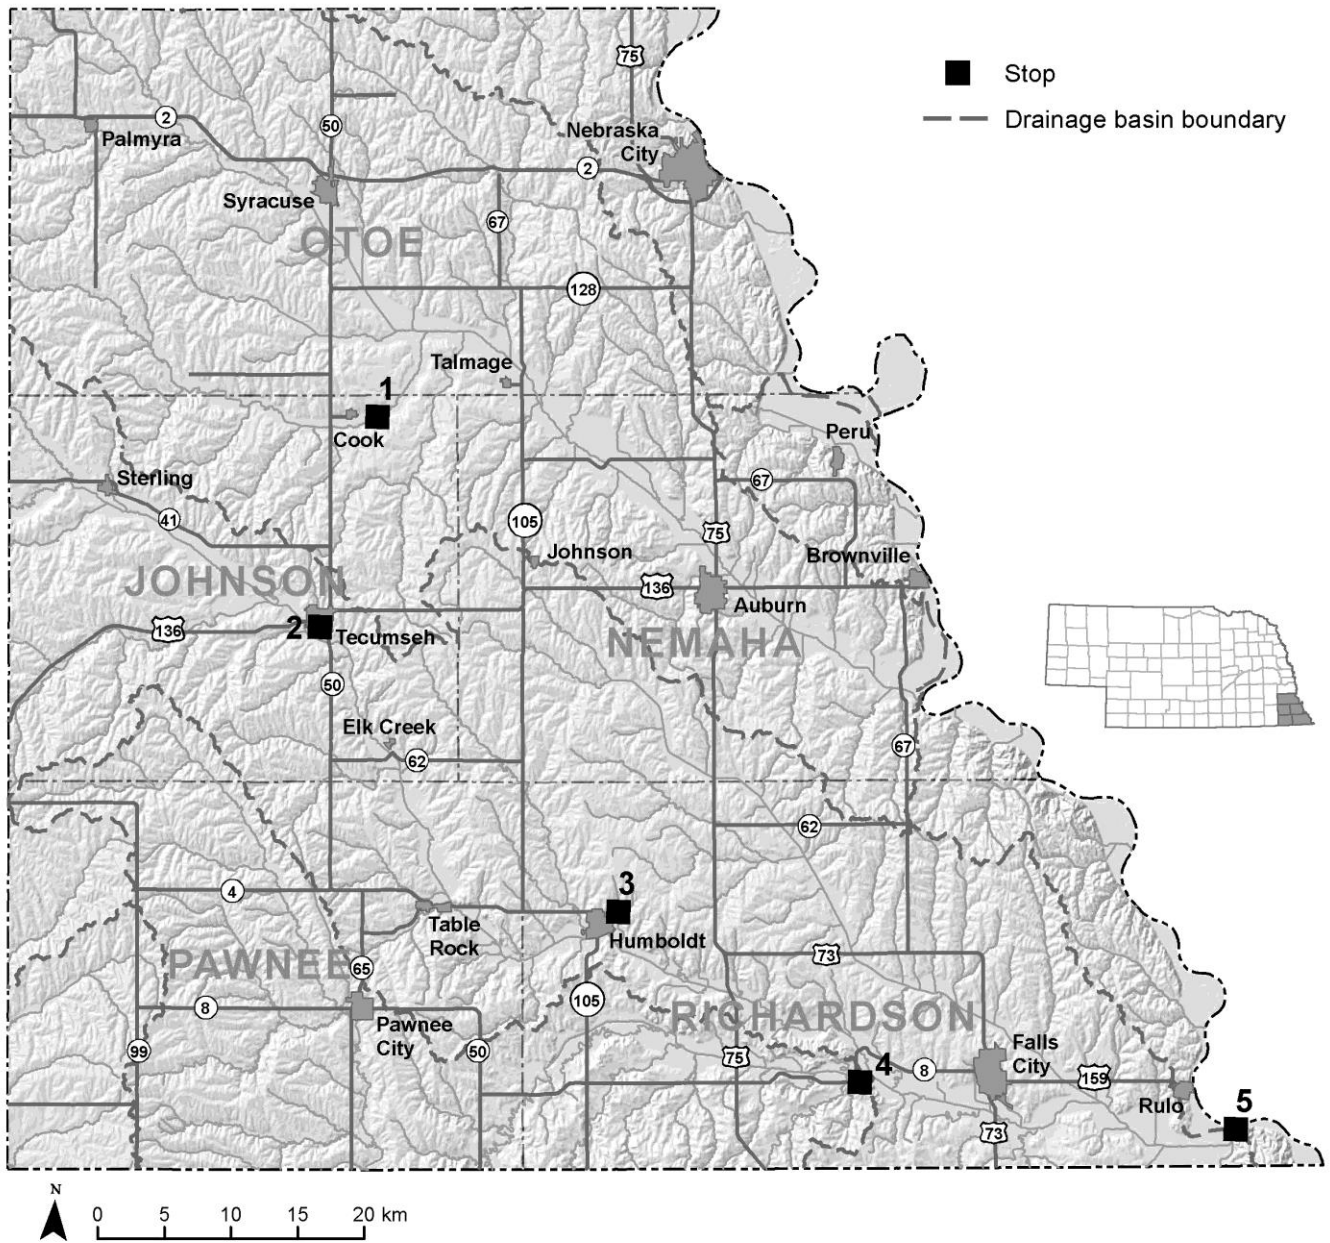 75
Stop
Drainage basin boundary
2
Palmyra
50
Nebraska
City
2
Syracuse
67
OTOE
128
Talmage
1
Cook
Peru
Sterling
67
41
105
75
Johnson
Brownville
JOHNSON
136
Auburn
2
136
Tecumseh
NEMAHA
50
Elk Creek
62
67
62
3
4
Table
Rock
Humboldt
73
PAWNEE
65
105
RICHARDSON
8
Pawnee
City
99
50
75
4
8
Falls
City
159
Rulo
5
73
N
0 5 10 15 20 km